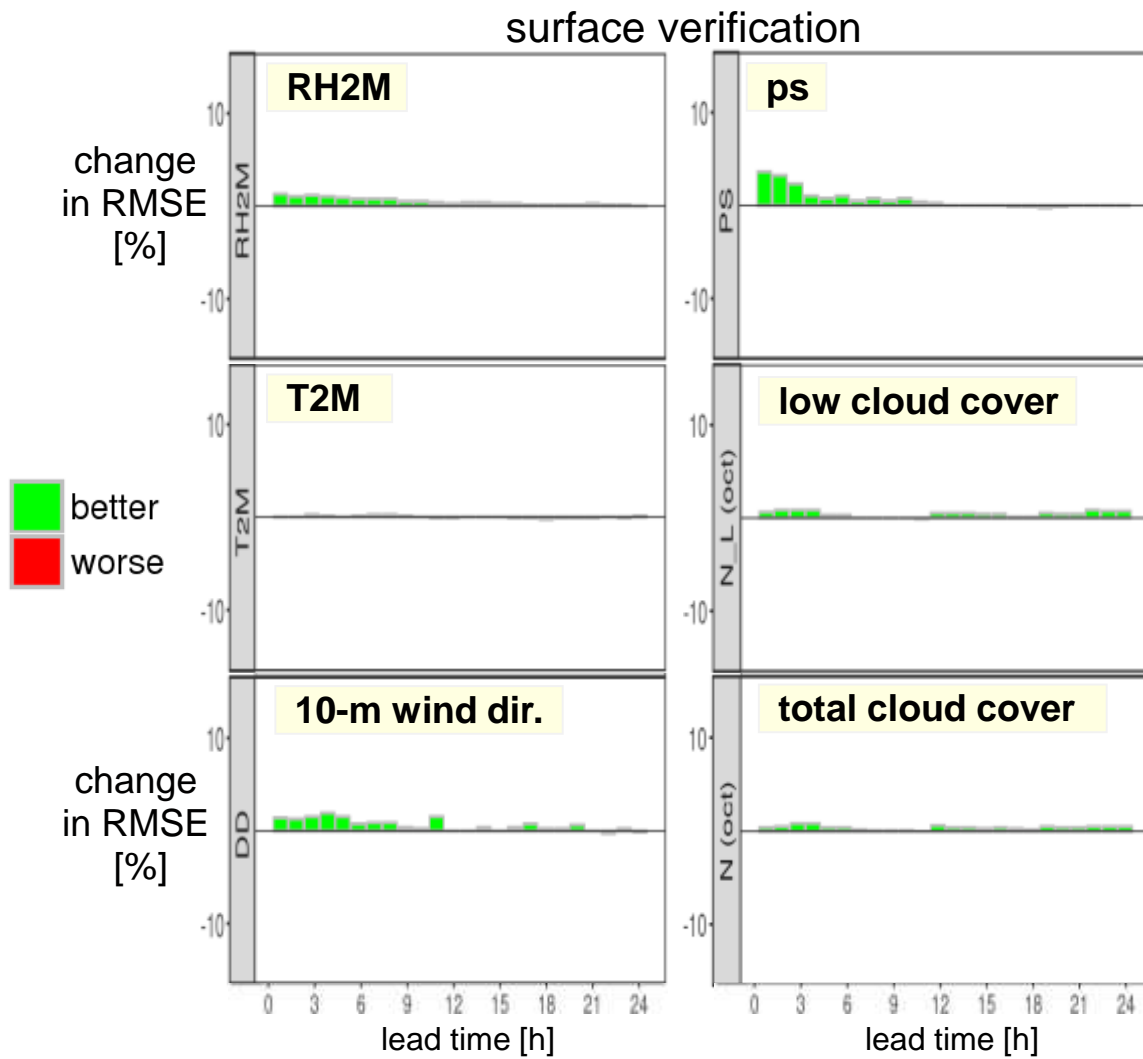 surface verification
RH2M
10
-10
RH2M
change
in RMSE
[%]
ps
PS
T2M
10
-10
T2M
low cloud cover
10
-10
N_L (oct)
better
worse
10-m wind dir.
10
-10
DD
change
in RMSE
[%]
total cloud cover
10
-10
N (oct)
0 3 6 9 12 15 18 21 24
lead time [h]
0 3 6 9 12 15 18 21 24
lead time [h]